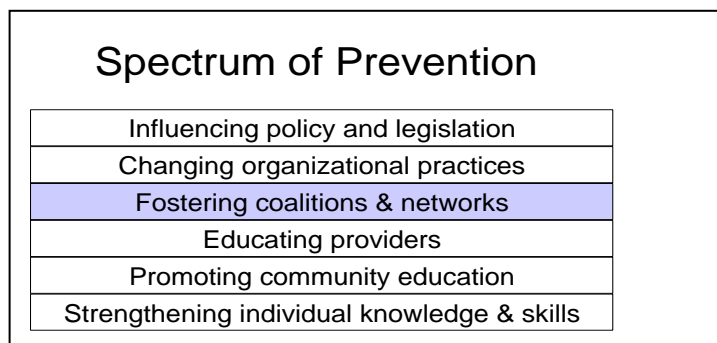 Spectrum of Prevention
Influencing policy and legislation
Changing organizational practices
Fostering coalitions & networks
Educating providers
Promoting community education
Strengthening individual knowledge & skills